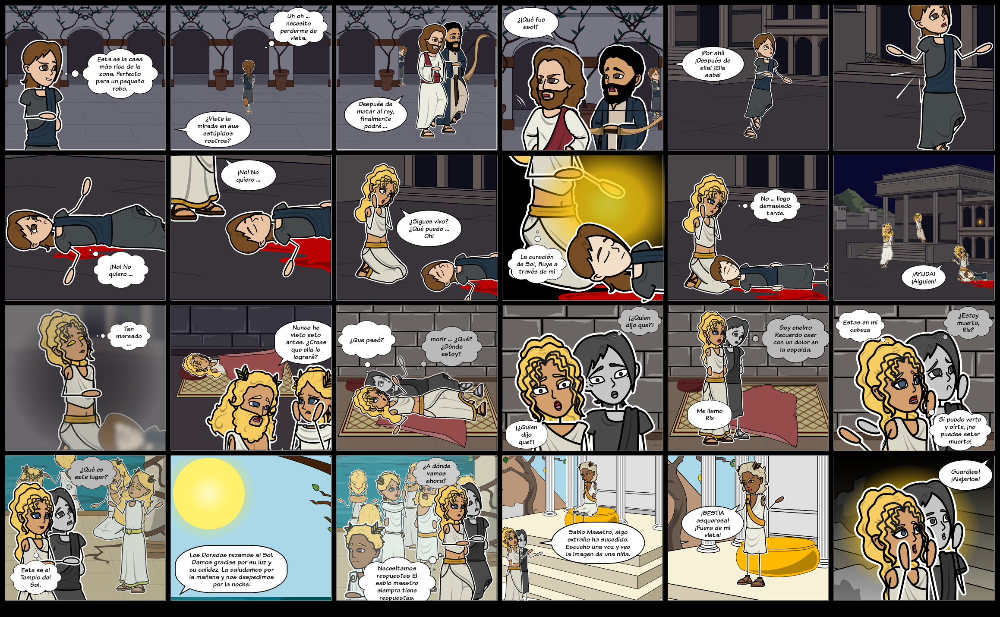 Esta es la casa
más rica de la
zona. Perfecto
para un pequeño
robo.
Uh oh ...
necesito
perderme de
vista.
¿Viste la
mirada en sus
estúpidos
rostros?
Después de
matar al rey,
finalmente
podré ...
¿¡Qué fue
eso!?
¡Por ahí!
¡Después de
ella! ¡Ella
sabe!
¡No! No
quiero ...
¡No! No
quiero ...
¿Sigues vivo?
¿Qué puedo ...
Oh!
La curación
de Sol, fluye a
través de mí
No ... llego
demasiado
tarde.
¡AYUDA!
¡Alguien!
Tan
mareado
...
Nunca he
visto esto
antes. ¿Crees
que ella lo
logrará?
¿Que pasó?
morir ... ¿Qué?
¿Dónde
estoy?
¡¿Quien
dijo que?!
¡¿Quien
dijo
que?!
Soy enebro
Recuerdo caer
con un dolor en
la espalda.
Me llamo
Rix
Estas en mi
cabeza
¿Estoy
muerto,
Rix?
Si puedo verte
y oírte, ¡no
puedes estar
muerto!
¿Qué es
este lugar?
Este es el
Templo del
Sol.
Los Dorados rezamos al Sol.
Damos gracias por su luz y
su calidez. La saludamos por
la mañana y nos despedimos
por la noche.
¿A dónde
vamos
ahora?
Necesitamos
respuestas El
sabio maestro
siempre tiene
respuestas.
Sabio Maestro, algo
extraño ha sucedido.
Escucho una voz y veo
la imagen de una niña.
¡BESTIA
asquerosa!
¡Fuera de mi
vista!
Guardias!
¡Alejarlos!